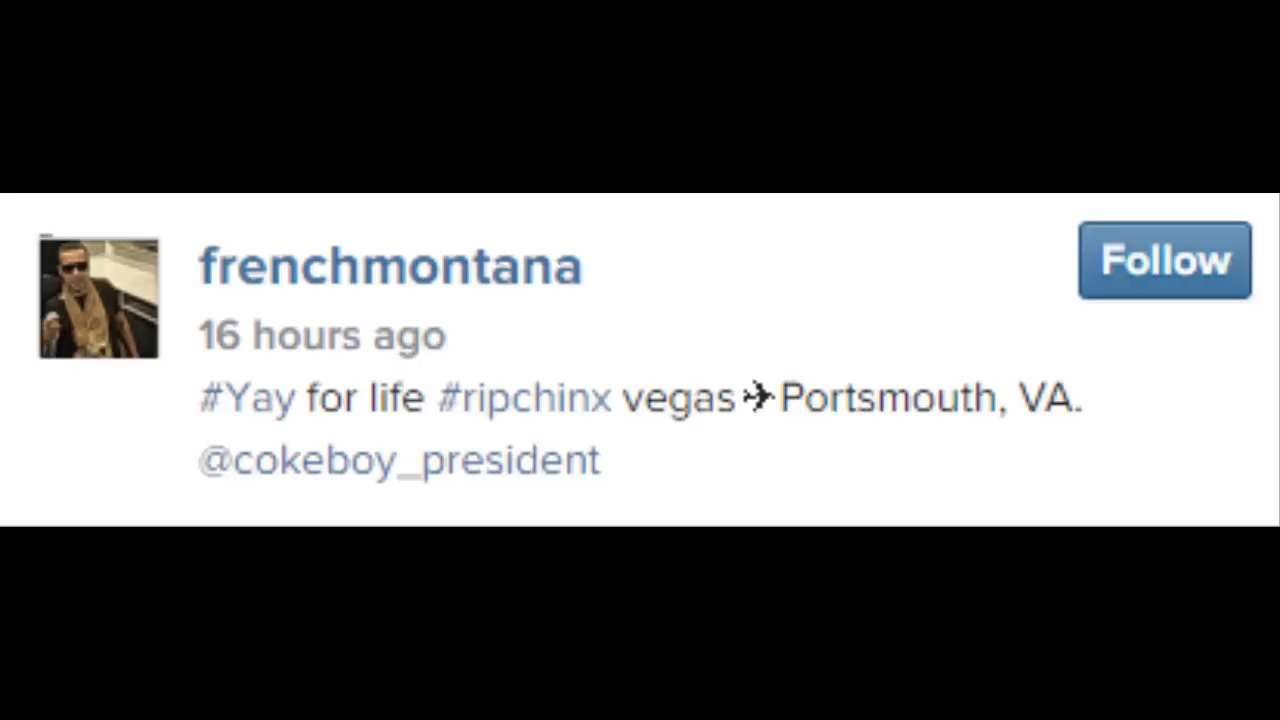 frenchmontana
Follow
16 hours ago
#Yay for life #ripchinx vegas✈Portsmouth, VA.
@cokeboy_president